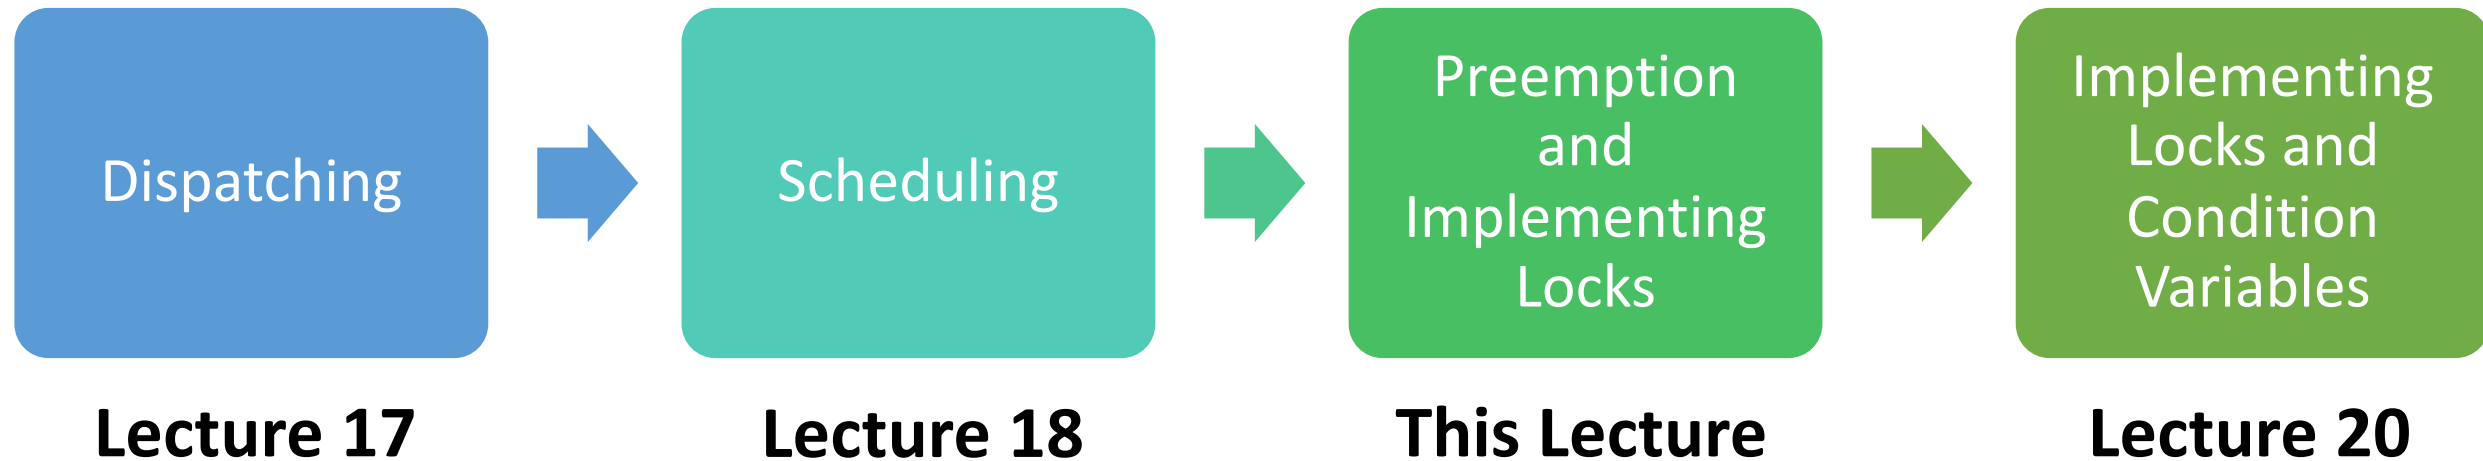 Dispatching
Scheduling
Preemption
and
Implementing
Locks
Implementing
Locks and
Condition
Variables
Lecture 17
Lecture 18
This Lecture
Lecture 20